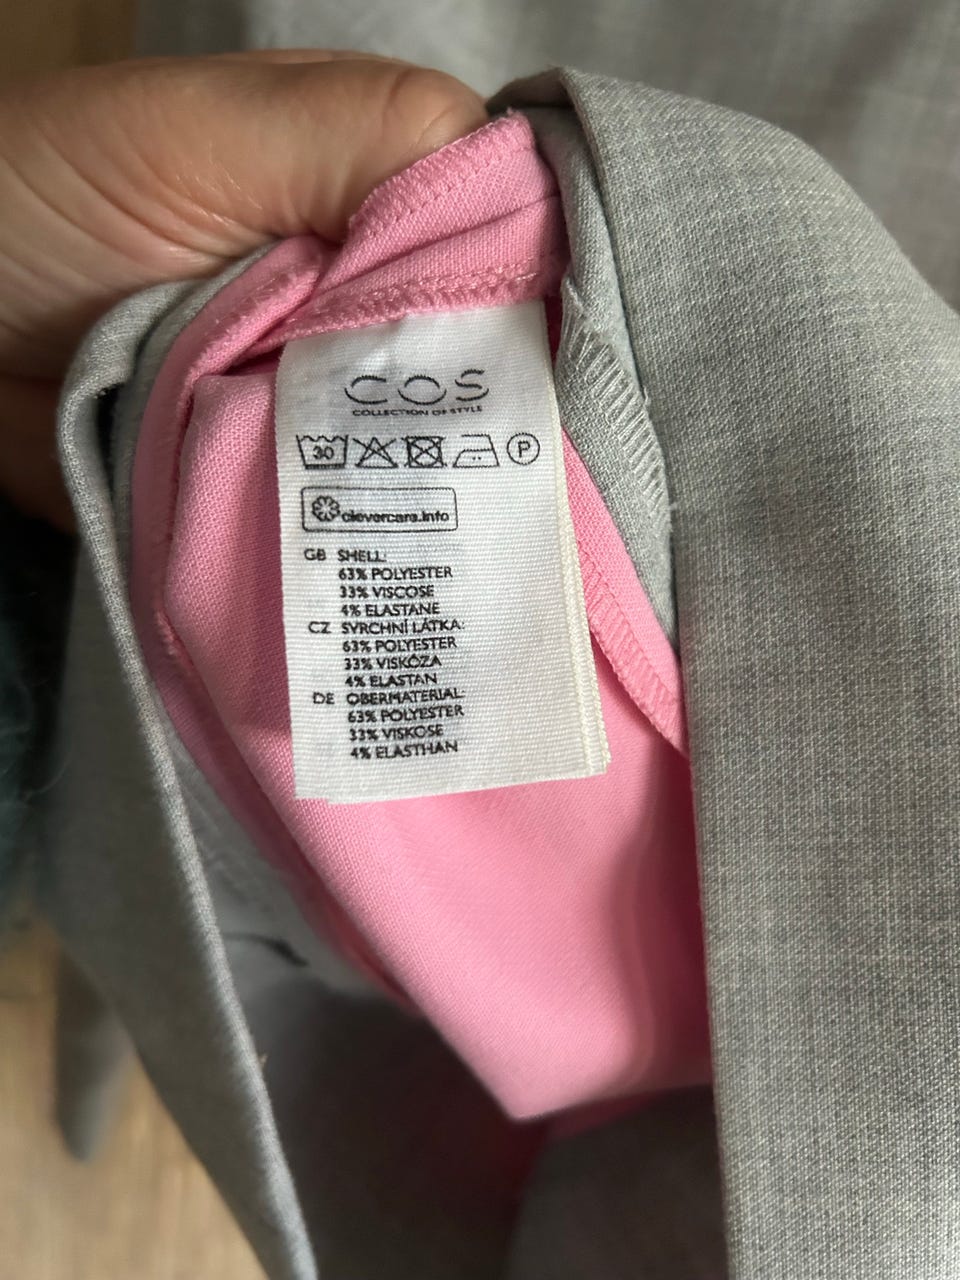 COS
COLLECTION OF STYLE
30 P
clevercare.info
GB SHELL:
63% POLYESTER
33% VISCOSE
4% ELASTANE
CZ SVRCHNÍ LÁTKA:
63% POLYESTER
33% VISKÓZA
4% ELASTAN
DE OBERMATERIAL:
63% POLYESTER
33% VISKOSE
4% ELASTHAN